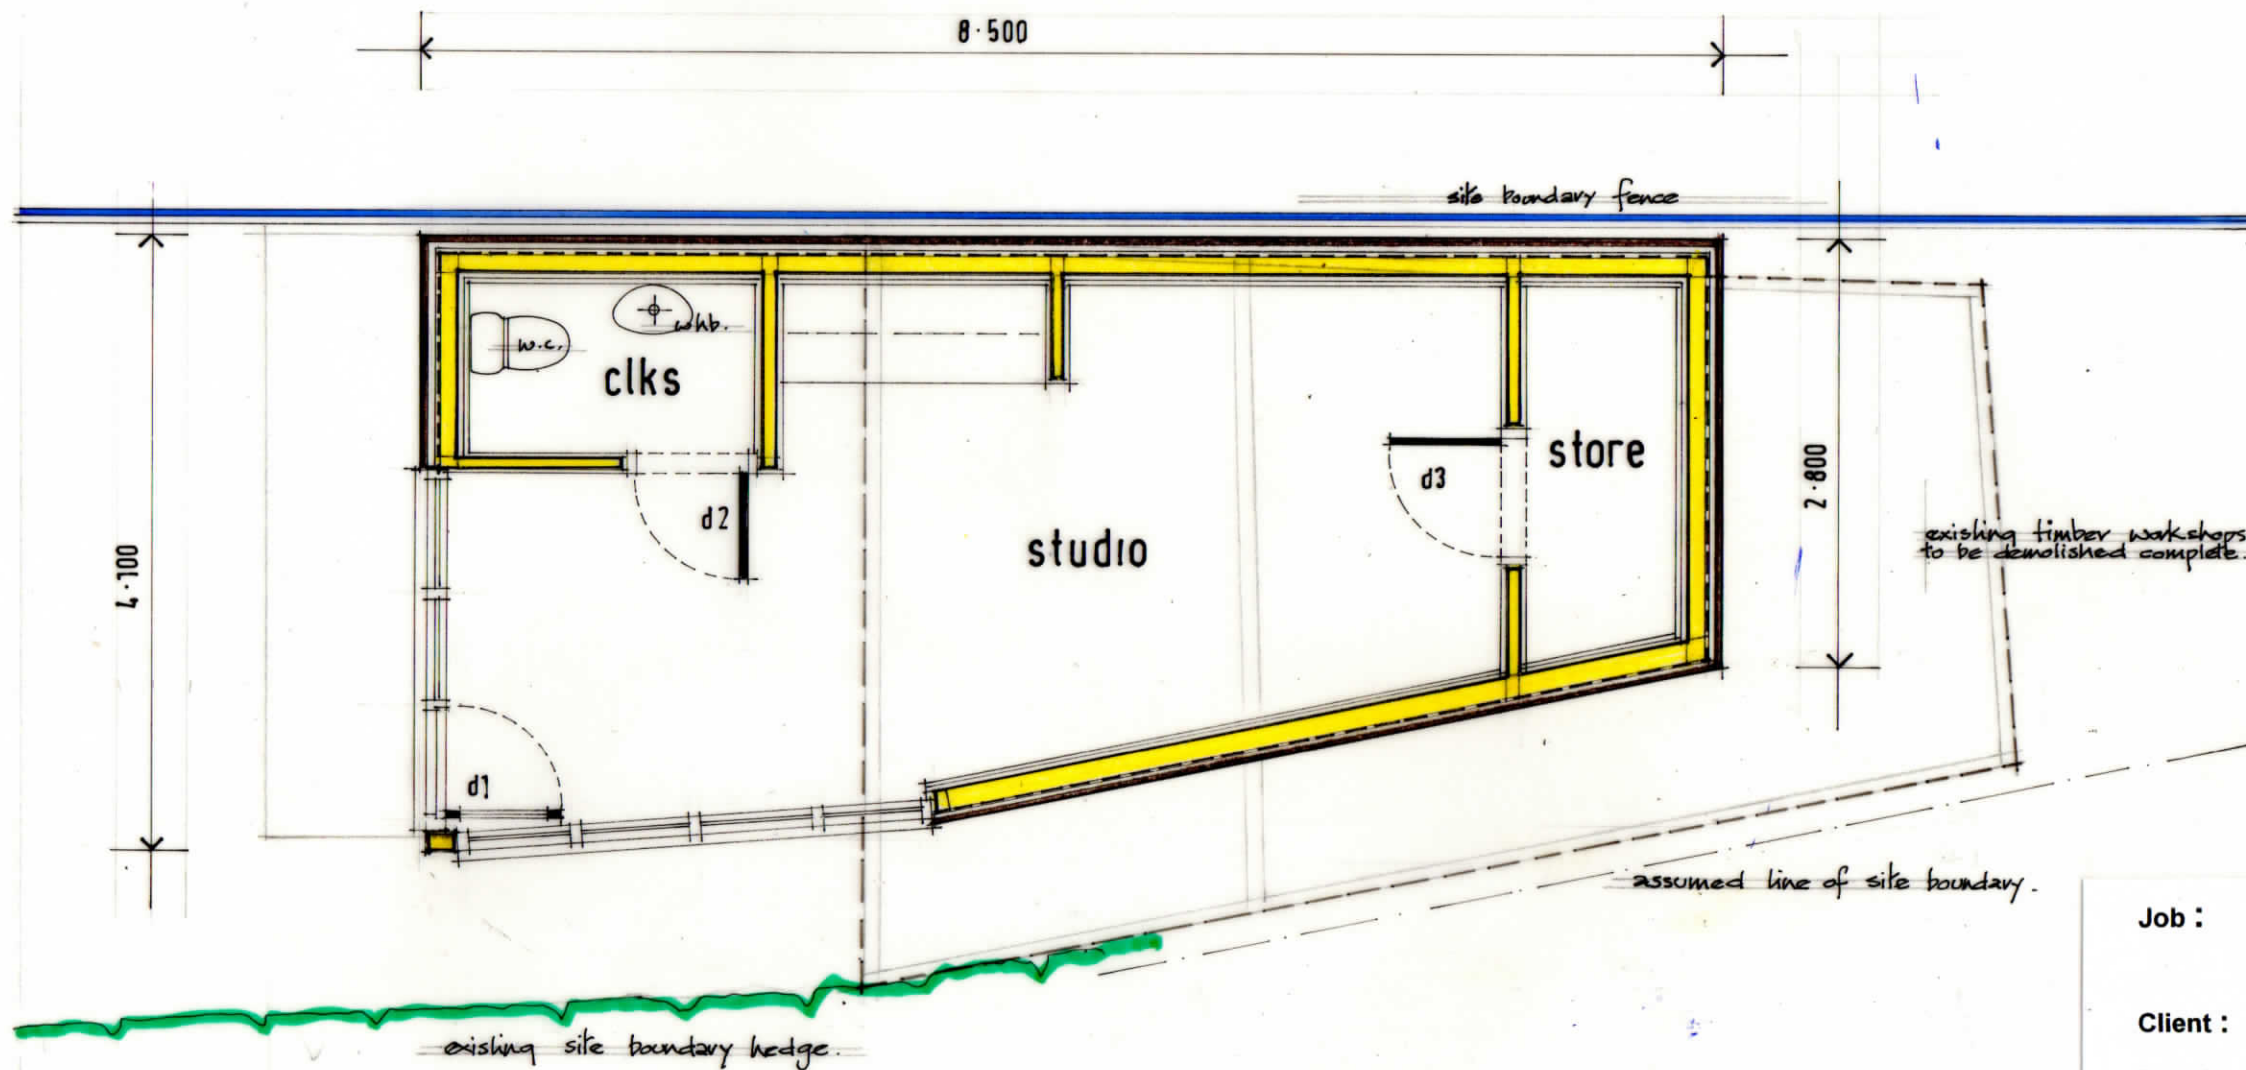 8·500
site boundary fence
w.c.
whb.
clks
d2
studio
d3
store
2·800
4·100
existing timber workshops
to be demolished complete.
d1
assumed line of site boundary.
Job :
existing site boundary hedge.
Client :